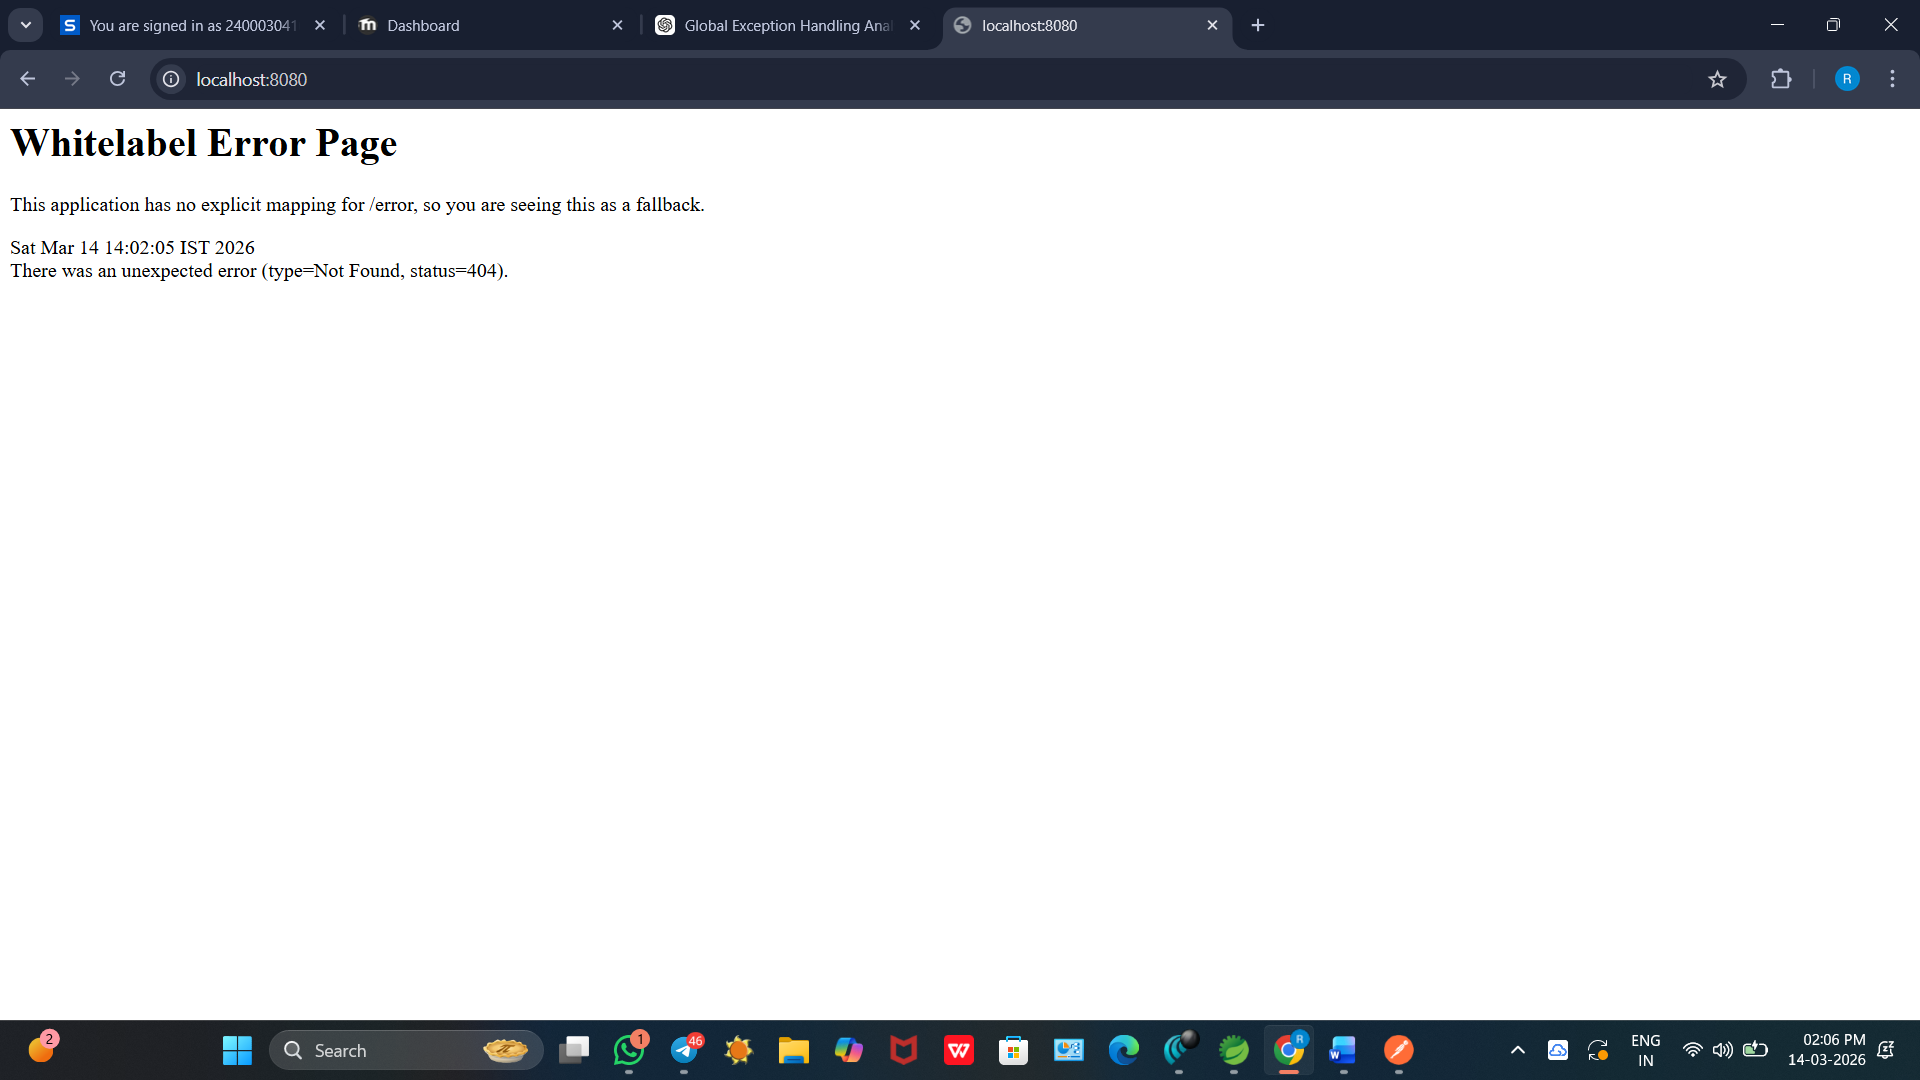 You are signed in as 240003041
Dashboard
Global Exception Handling Anal
localhost:8080
localhost:8080
R
Whitelabel Error Page
This application has no explicit mapping for /error, so you are seeing this as a fallback.
Sat Mar 14 14:02:05 IST 2026
There was an unexpected error (type=Not Found, status=404).
2
Search
1
46
W
R
W
ENG
IN
02:06 PM
14-03-2026